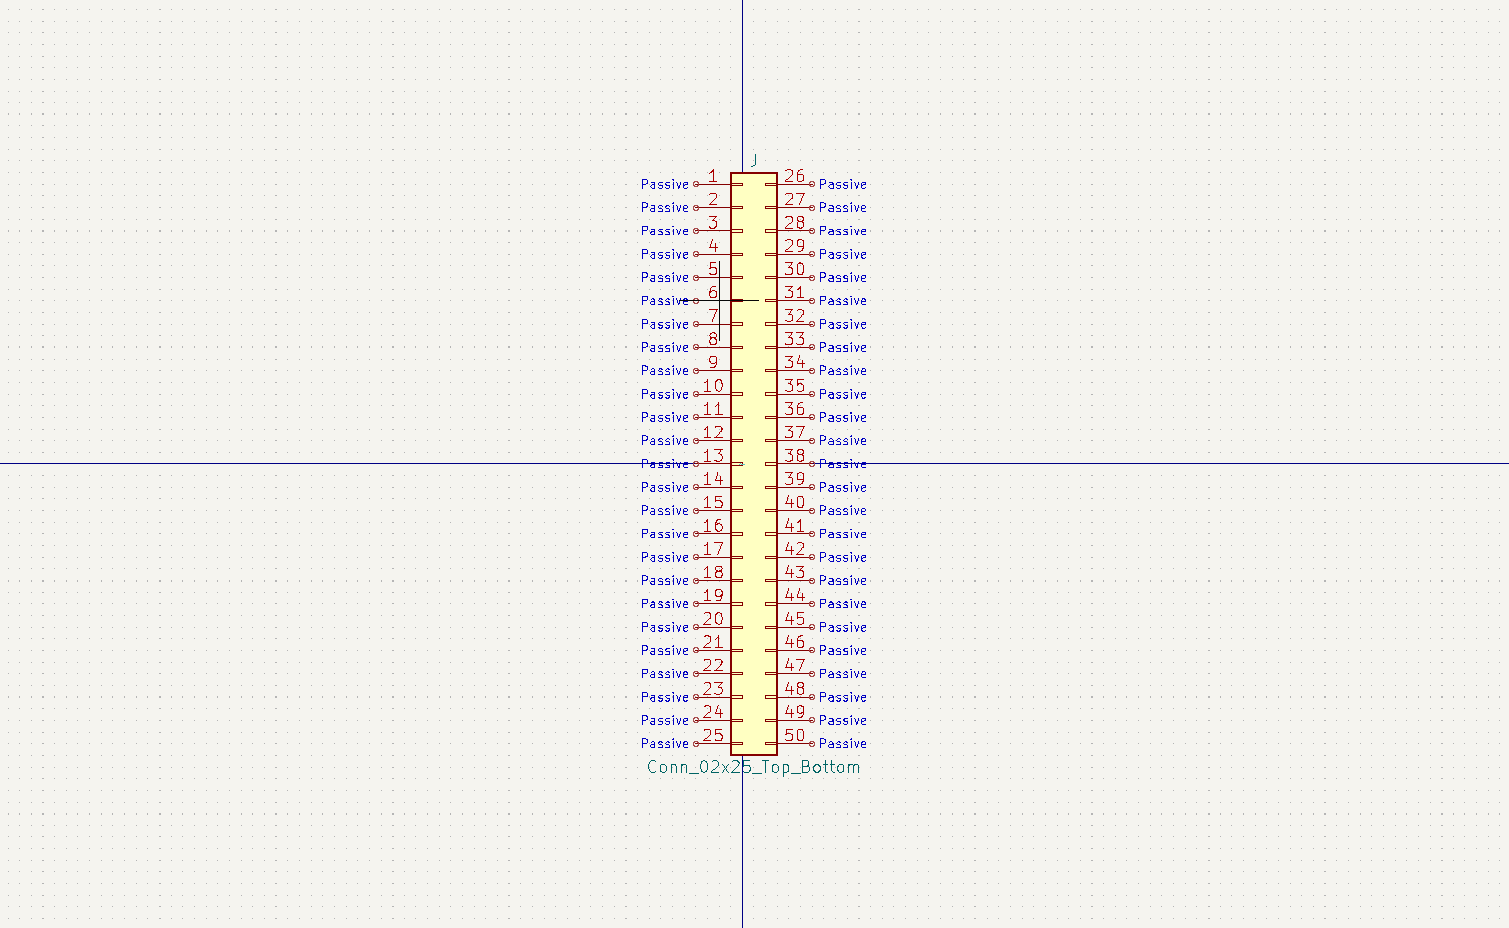 J
Passive 1 26 Passive
Passive 2 27 Passive
Passive 3 28 Passive
Passive 4 29 Passive
Passive 5 30 Passive
Passive 6 31 Passive
Passive 7 32 Passive
Passive 8 33 Passive
Passive 9 34 Passive
Passive 10 35 Passive
Passive 11 36 Passive
Passive 12 37 Passive
Passive 13 38 Passive
Passive 14 39 Passive
Passive 15 40 Passive
Passive 16 41 Passive
Passive 17 42 Passive
Passive 18 43 Passive
Passive 19 44 Passive
Passive 20 45 Passive
Passive 21 46 Passive
Passive 22 47 Passive
Passive 23 48 Passive
Passive 24 49 Passive
Passive 25 50 Passive
Conn_02x25_Top_Bottom